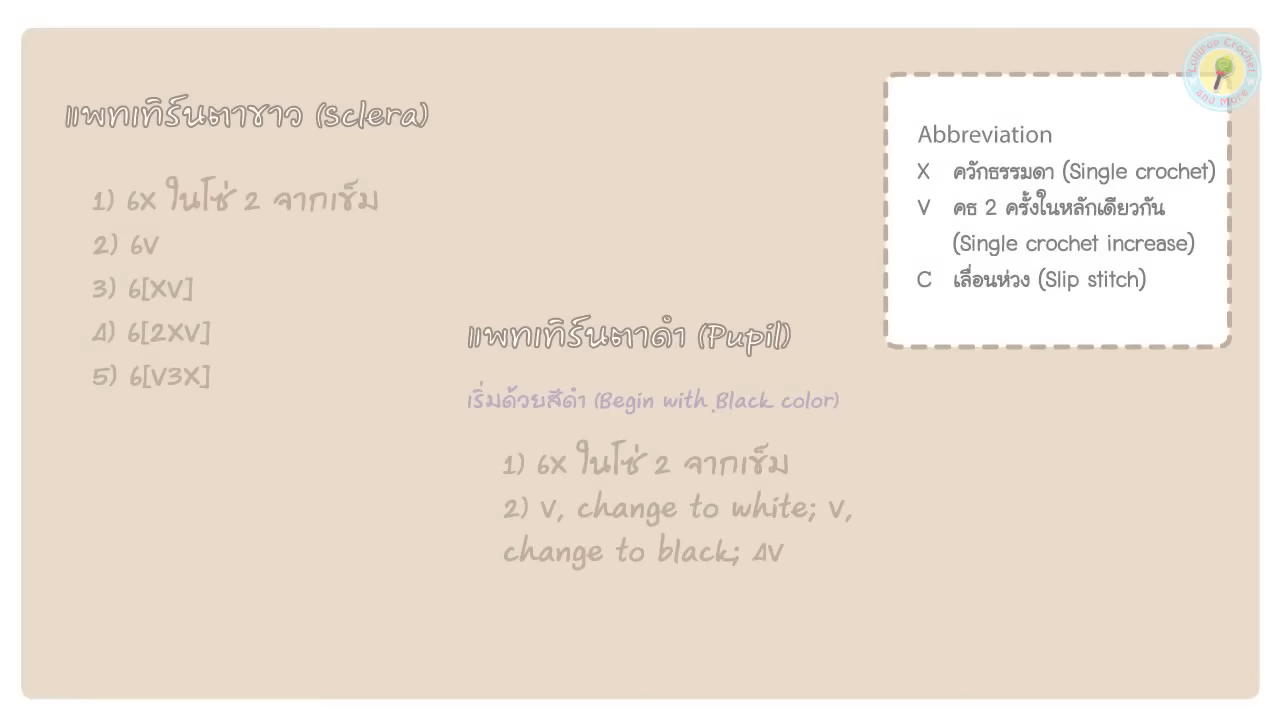 แพทเทิร์นตาขาว (Sclera)
1) 6X ในโซ่ 2 จากเข็ม
2) 6V
3) 6[XV]
4) 6[2XV]
5) 6[V3X]
แพทเทิร์นตาดำ (Pupil)
เริ่มด้วยสีดำ (Begin with Black color)
1) 6X ในโซ่ 2 จากเข็ม
2) V, change to white; V,
change to black; 4V
Abbreviation
X ควักธรรมดา (Single crochet)
V คธ 2 ครั้งในหลักเดียวกัน
(Single crochet increase)
C เลื่อนห่วง (Slip stitch)
Lollipop Crochet
and More